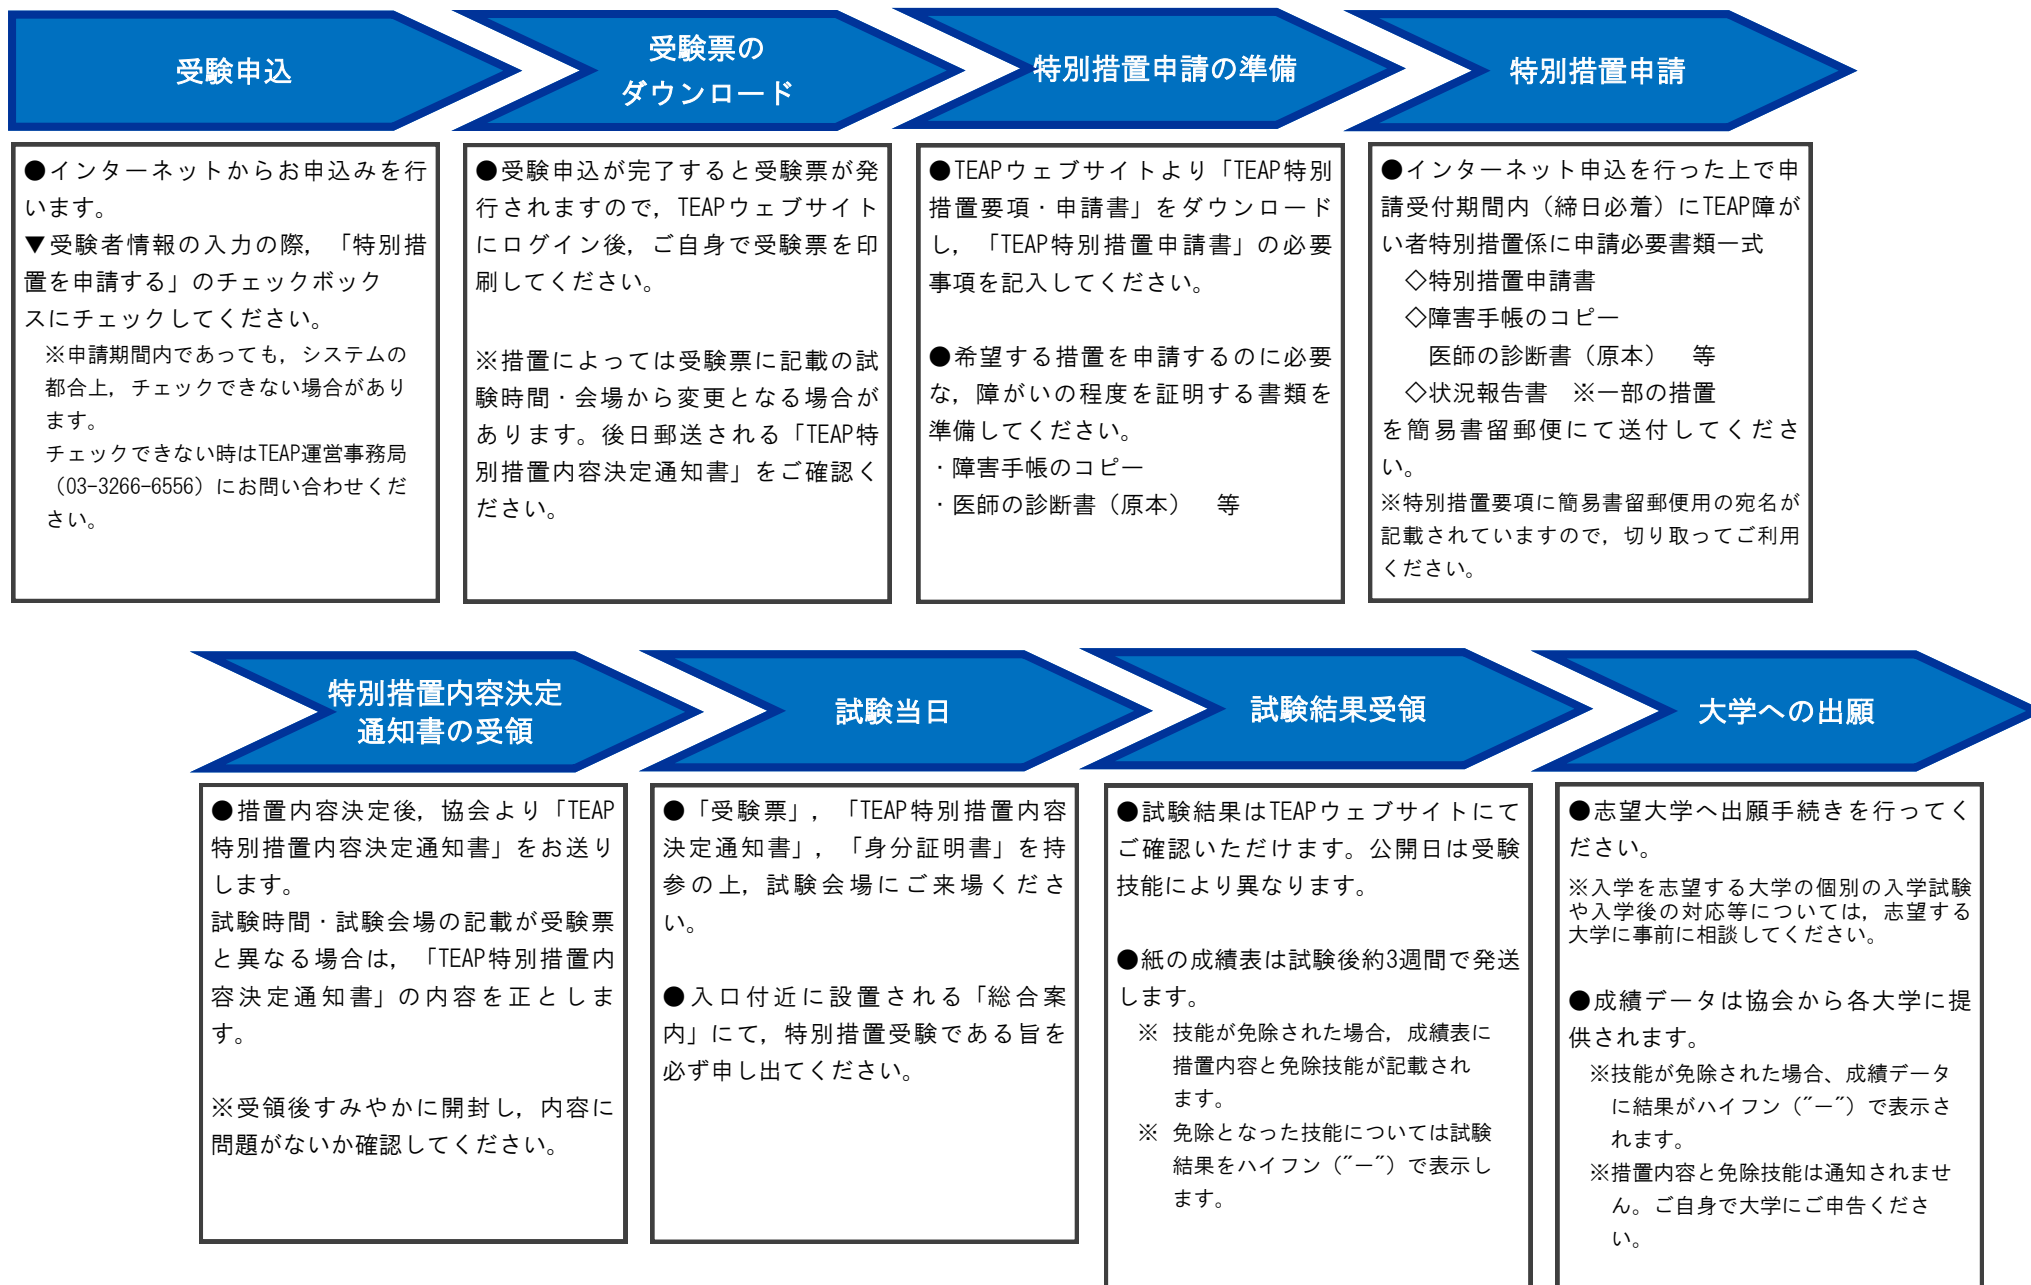 受験申込
●インターネットからお申込みを行
います。
▼受験者情報の入力の際，「特別措
置を申請する」のチェックボック
スにチェックしてください。
※申請期間内であっても，システムの
都合上，チェックできない場合があり
ます。
チェックできない時はTEAP運営事務局
（03-3266-6556）にお問い合わせくだ
さい。
受験票の
ダウンロード
●受験申込が完了すると受験票が発
行されますので，TEAPウェブサイト
にログイン後，ご自身で受験票を印
刷してください。
※措置によっては受験票に記載の試
験時間・会場から変更となる場合が
あります。後日郵送される「TEAP特
別措置内容決定通知書」をご確認く
ださい。
特別措置申請の準備
●TEAPウェブサイトより「TEAP特別
措置要項・申請書」をダウンロード
し，「TEAP特別措置申請書」の必要
事項を記入してください。
●希望する措置を申請するのに必要
な，障がいの程度を証明する書類を
準備してください。
・障害手帳のコピー
・医師の診断書（原本）　等
特別措置申請
●インターネット申込を行った上で申
請受付期間内（締日必着）にTEAP障が
い者特別措置係に申請必要書類一式
◇特別措置申請書
◇障害手帳のコピー
医師の診断書（原本）　等
◇状況報告書　※一部の措置
を簡易書留郵便にて送付してくださ
い。
※特別措置要項に簡易書留郵便用の宛名が
記載されていますので，切り取ってご利用
ください。
特別措置内容決定
通知書の受領
●措置内容決定後，協会より「TEAP
特別措置内容決定通知書」をお送り
します。
試験時間・試験会場の記載が受験票
と異なる場合は，「TEAP特別措置内
容決定通知書」の内容を正としま
す。
※受領後すみやかに開封し，内容に
問題がないか確認してください。
試験当日
●「受験票」，「TEAP特別措置内容
決定通知書」，「身分証明書」を持
参の上，試験会場にご来場くださ
い。
●入口付近に設置される「総合案
内」にて，特別措置受験である旨を
必ず申し出てください。
試験結果受領
●試験結果はTEAPウェブサイトにて
ご確認いただけます。公開日は受験
技能により異なります。
●紙の成績表は試験後約3週間で発送
します。
※ 技能が免除された場合，成績表に
措置内容と免除技能が記載され
ます。
※ 免除となった技能については試験
結果をハイフン（″－″）で表示し
ます。
大学への出願
●志望大学へ出願手続きを行ってく
ださい。
※入学を志望する大学の個別の入学試験
や入学後の対応等については，志望する
大学に事前に相談してください。
●成績データは協会から各大学に提
供されます。
※技能が免除された場合、成績データ
に結果がハイフン（″－″）で表示さ
れます。
※措置内容と免除技能は通知されませ
ん。ご自身で大学にご申告くださ
い。